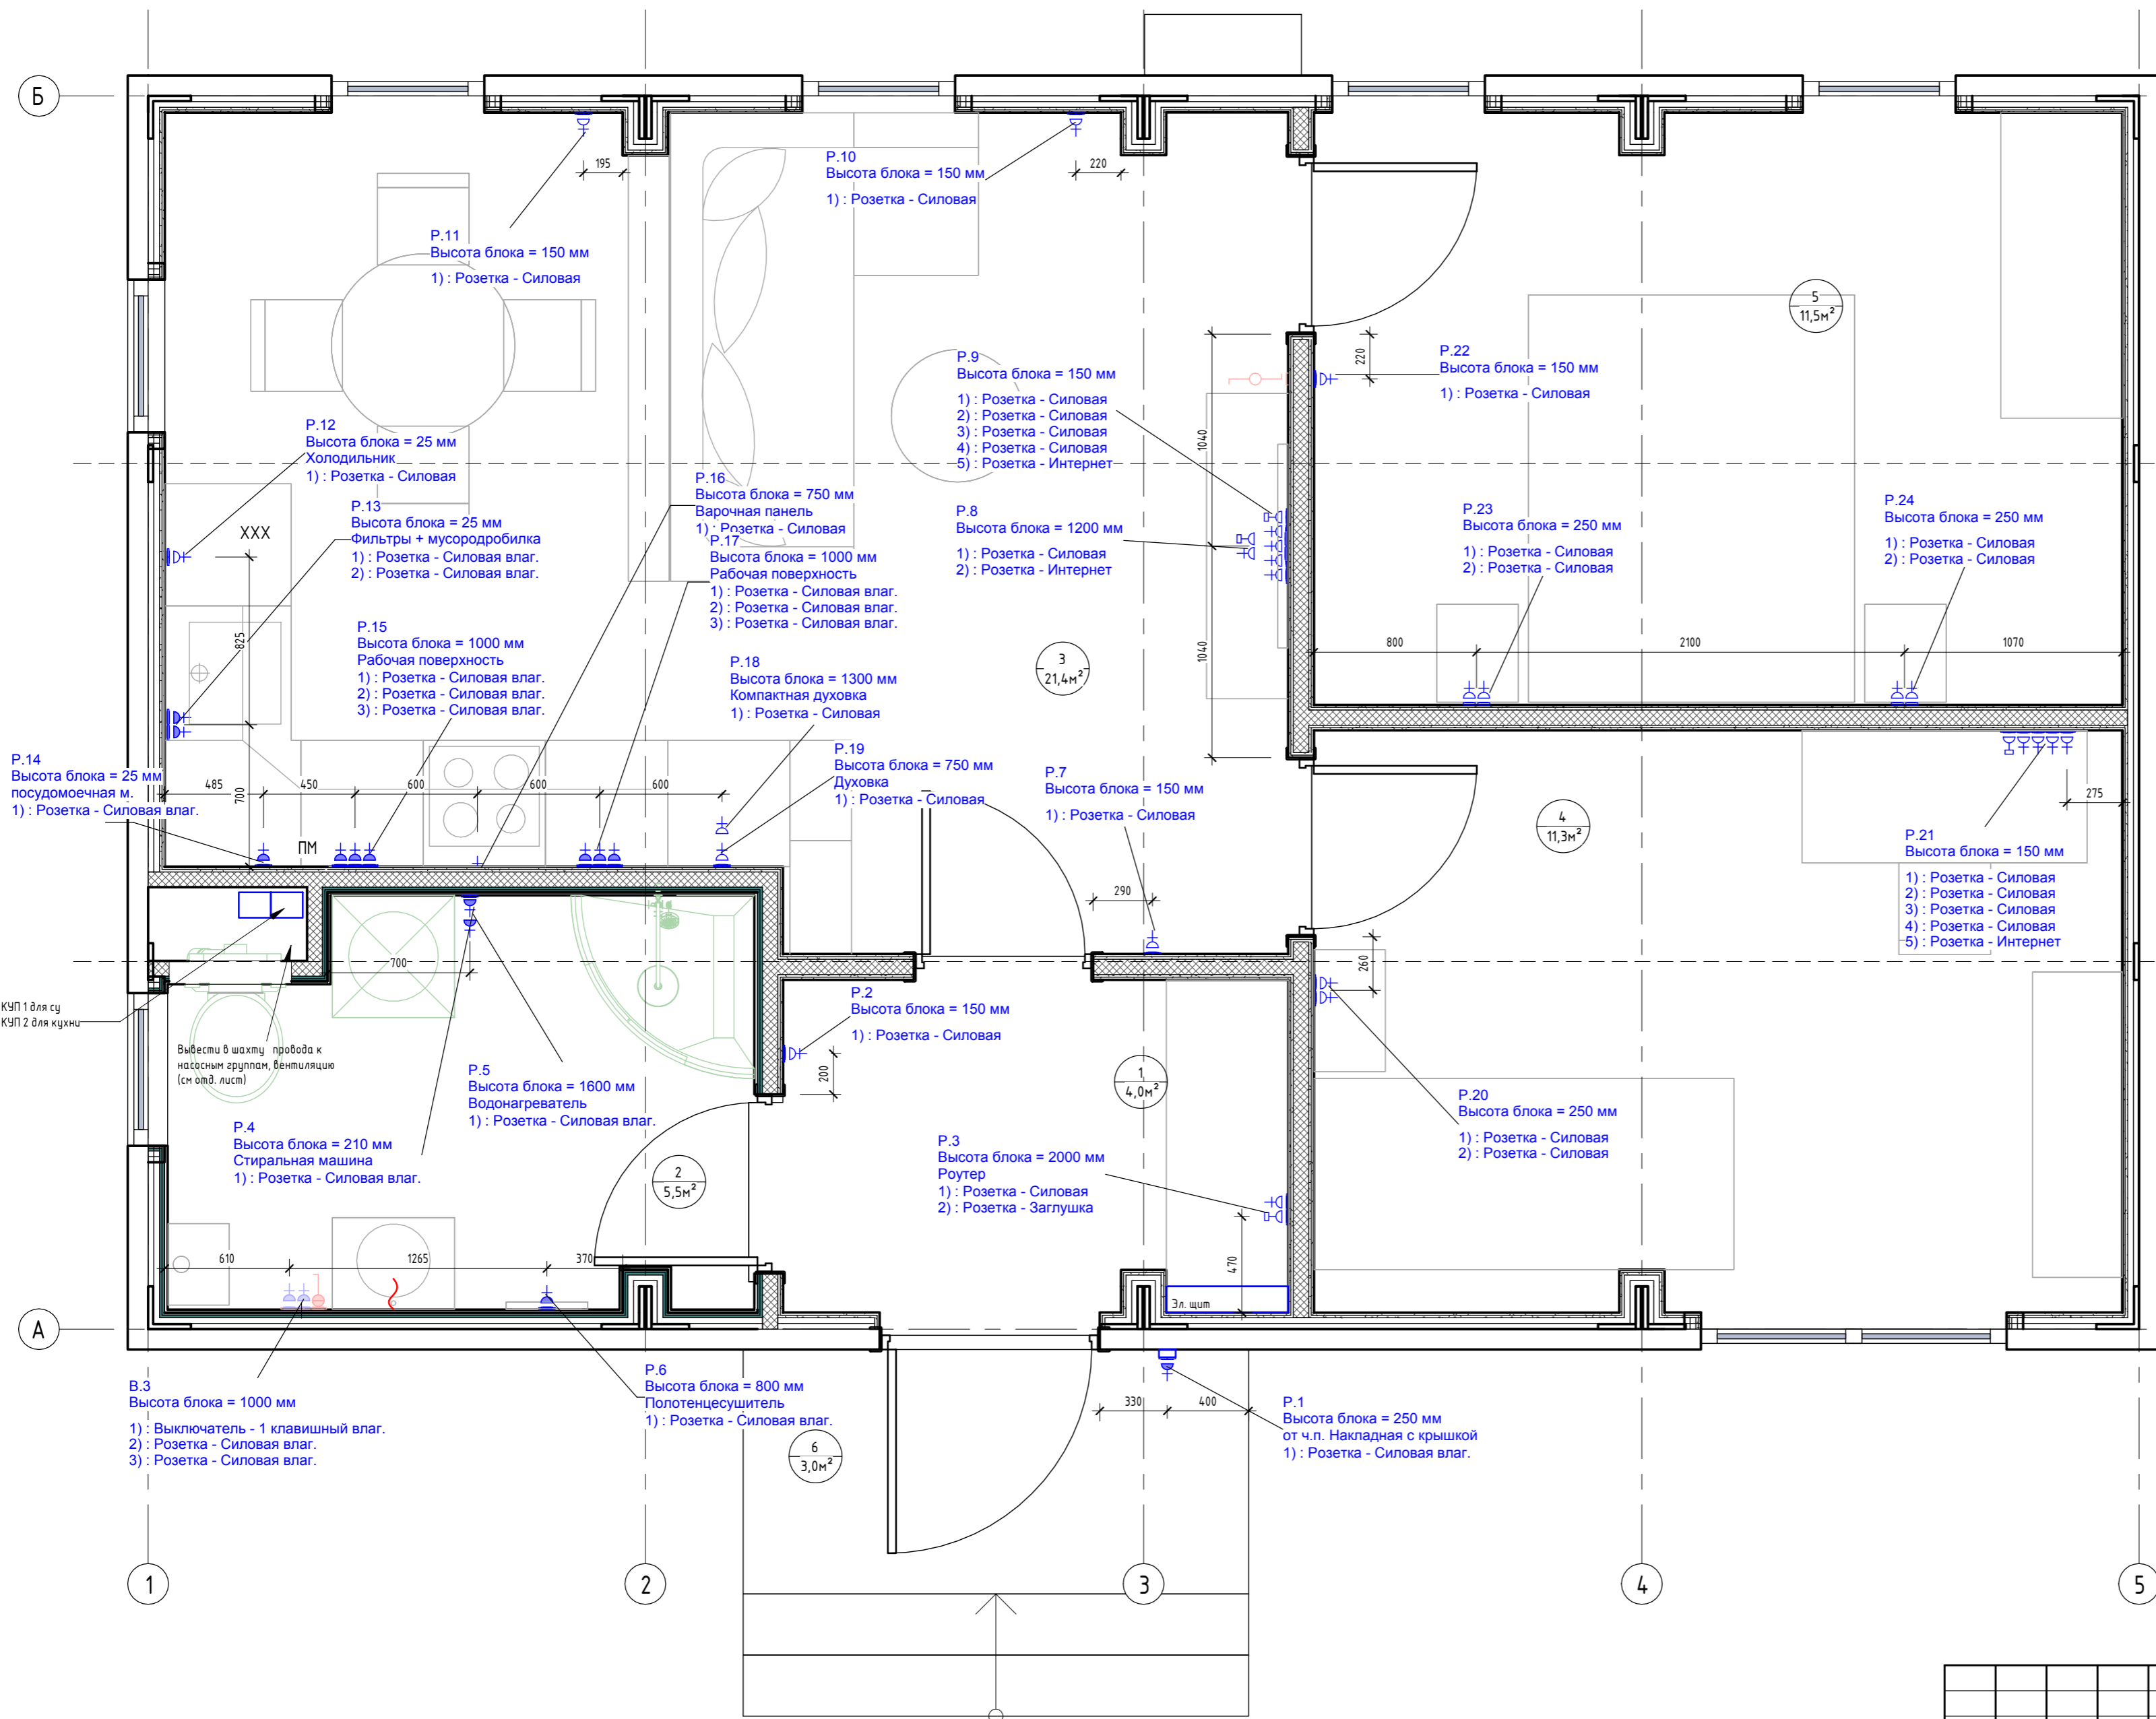 Б
195
220
Р.10
Высота блока = 150 мм
1) : Розетка - Силовая
Р.11
Высота блока = 150 мм
1) : Розетка - Силовая
5
11,5м²
220
Р.22
Высота блока = 150 мм
1) : Розетка - Силовая
Р.9
Высота блока = 150 мм
1) : Розетка - Силовая
2) : Розетка - Силовая
3) : Розетка - Силовая
4) : Розетка - Силовая
5) : Розетка - Интернет
1040
Р.12
Высота блока = 25 мм
Холодильник
1) : Розетка - Силовая
XXX
Р.13
Высота блока = 25 мм
Фильтры + мусородробилка
1) : Розетка - Силовая влаг.
2) : Розетка - Силовая влаг.
Р.16
Высота блока = 750 мм
Варочная панель
1) : Розетка - Силовая
Р.17
Высота блока = 1000 мм
Рабочая поверхность
1) : Розетка - Силовая влаг.
2) : Розетка - Силовая влаг.
3) : Розетка - Силовая влаг.
Р.8
Высота блока = 1200 мм
1) : Розетка - Силовая
2) : Розетка - Интернет
Р.23
Высота блока = 250 мм
1) : Розетка - Силовая
2) : Розетка - Силовая
Р.24
Высота блока = 250 мм
1) : Розетка - Силовая
2) : Розетка - Силовая
825
Р.15
Высота блока = 1000 мм
Рабочая поверхность
1) : Розетка - Силовая влаг.
2) : Розетка - Силовая влаг.
3) : Розетка - Силовая влаг.
Р.18
Высота блока = 1300 мм
Компактная духовка
1) : Розетка - Силовая
3
21,4м²
1040
800
2100
1070
Р.14
Высота блока = 25 мм
посудомоечная м.
1) : Розетка - Силовая влаг.
485
700
450
600
600
600
Р.19
Высота блока = 750 мм
Духовка
1) : Розетка - Силовая
Р.7
Высота блока = 150 мм
1) : Розетка - Силовая
4
11,3м²
275
Р.21
Высота блока = 150 мм
1) : Розетка - Силовая
2) : Розетка - Силовая
3) : Розетка - Силовая
4) : Розетка - Силовая
5) : Розетка - Интернет
ПМ
290
700
260
КУП 1 для су
КУП 2 для кухни
Вывести в шахту провода к
насосным группам, вентиляцию
(см отд. лист)
Р.2
Высота блока = 150 мм
1) : Розетка - Силовая
200
1
4,0м²
Р.5
Высота блока = 1600 мм
Водонагреватель
1) : Розетка - Силовая влаг.
Р.4
Высота блока = 210 мм
Стиральная машина
1) : Розетка - Силовая влаг.
2
5,5м²
Р.3
Высота блока = 2000 мм
Роутер
1) : Розетка - Силовая
2) : Розетка - Заглушка
Р.20
Высота блока = 250 мм
1) : Розетка - Силовая
2) : Розетка - Силовая
610
1265
370
470
Эл. щит
А
В.3
Высота блока = 1000 мм
1) : Выключатель - 1 клавишный влаг.
2) : Розетка - Силовая влаг.
3) : Розетка - Силовая влаг.
Р.6
Высота блока = 800 мм
Полотенцесушитель
1) : Розетка - Силовая влаг.
6
3,0м²
330
400
Р.1
Высота блока = 250 мм
от ч.п. Накладная с крышкой
1) : Розетка - Силовая влаг.
1
2
3
4
5